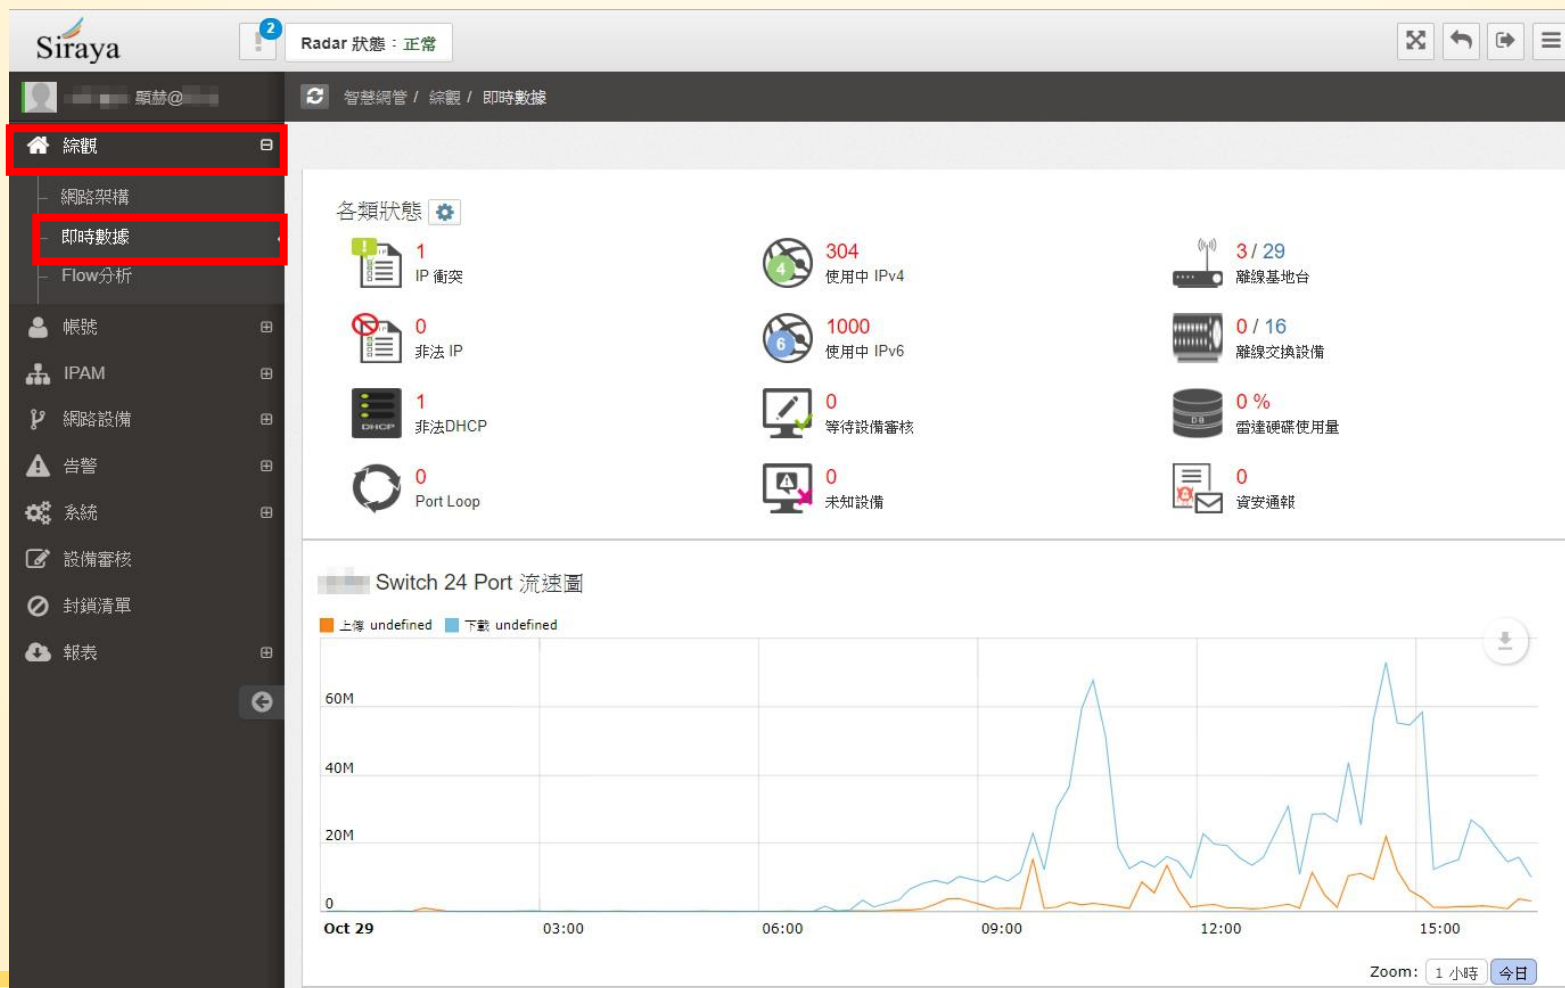 Siraya
2
Radar 狀態：正常
顯赫@
智慧網管 / 綜觀 / 即時數據
綜觀
網路架構
即時數據
Flow分析
帳號
IPAM
網路設備
告警
系統
設備審核
封鎖清單
報表
各類狀態
1
IP 衝突
304
使用中 IPv4
3 / 29
離線基地台
0
非法 IP
1000
使用中 IPv6
0 / 16
離線交換設備
DHCP
1
非法DHCP
0
等待設備審核
DB
0 %
雷達硬碟使用量
0
Port Loop
0
未知設備
0
資安通報
Switch 24 Port 流速圖
上傳 undefined 下載 undefined
60M
40M
20M
0
Oct 29 03:00 06:00 09:00 12:00 15:00
Zoom: 1 小時 今日